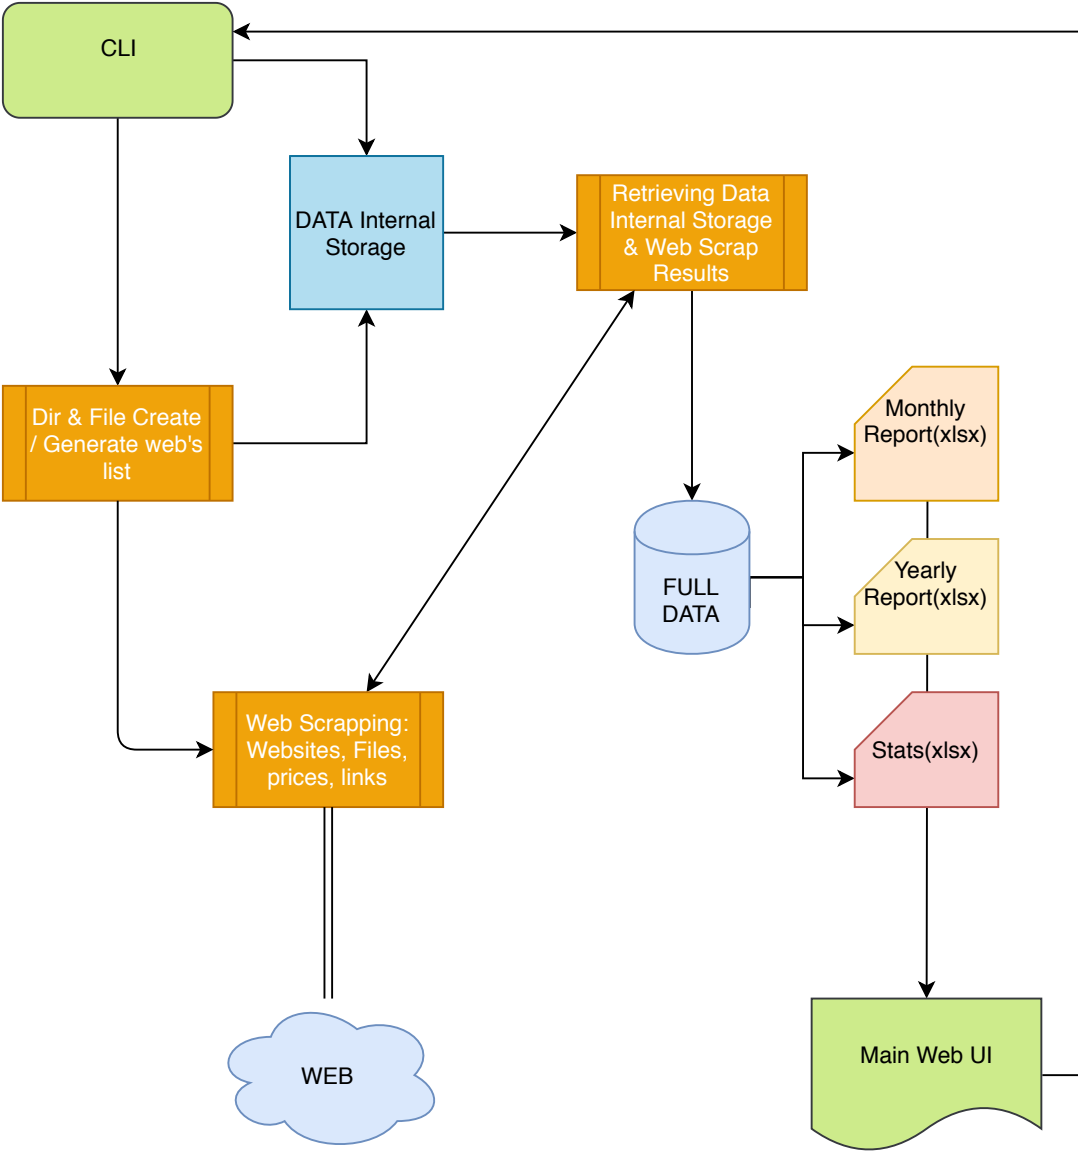 CLI
DATA Internal
Storage
Retrieving Data
Internal Storage
& Web Scrap
Results
Dir & File Create
/ Generate web's
list
Monthly
Report(xlsx)
Yearly
Report(xlsx)
FULL
DATA
Stats(xlsx)
Web Scrapping:
Websites, Files,
prices, links
WEB
Main Web UI